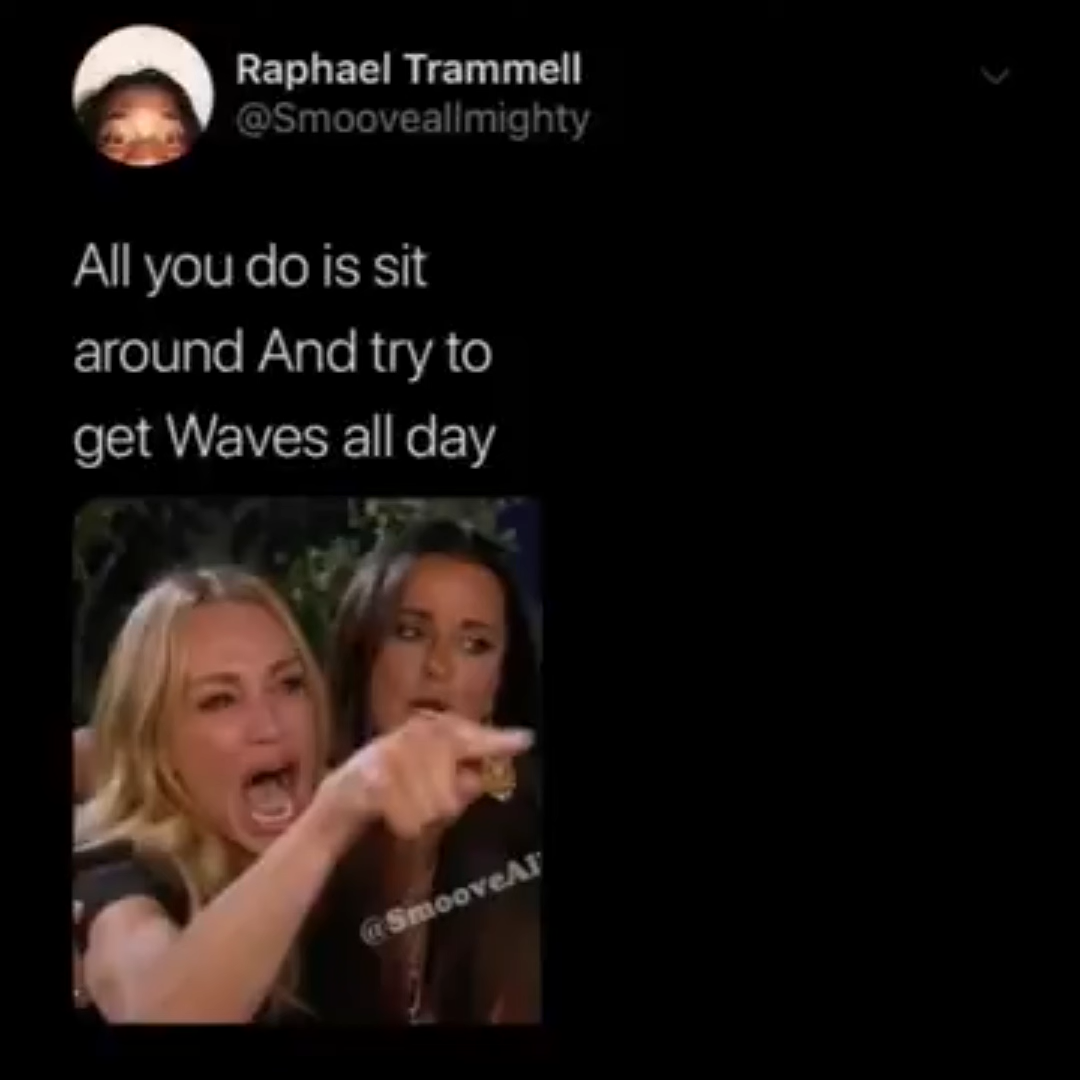 Raphael Trammell
@Smooveallmighty
All you do is sit
around And try to
get Waves all day
@SmooveAl